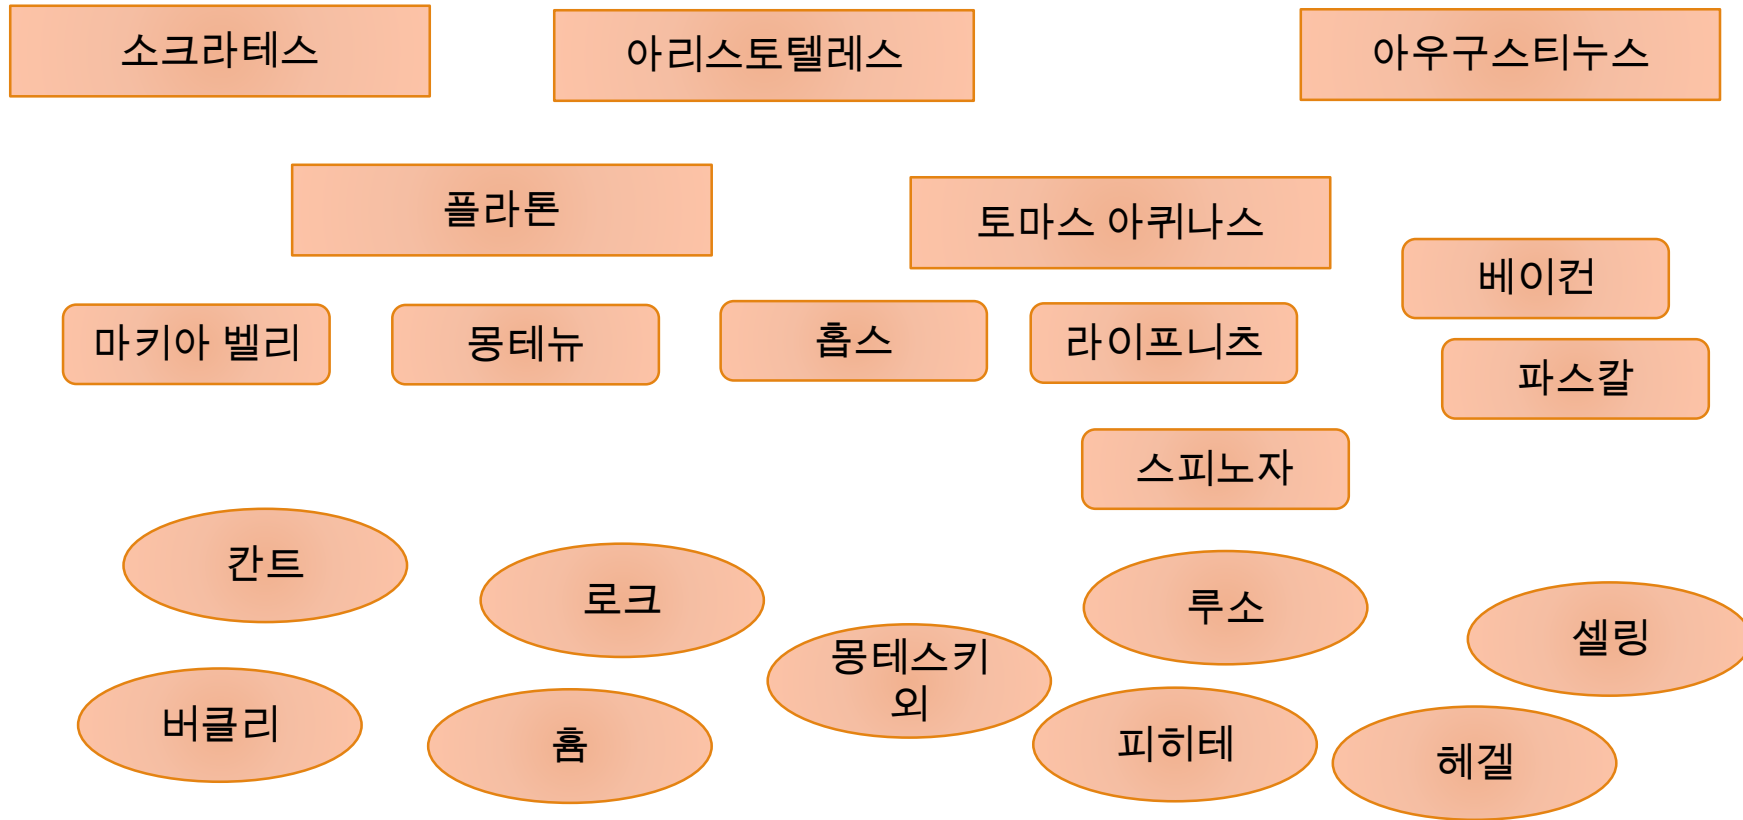 소크라테스
아리스토텔레스
아우구스티누스
플라톤
토마스 아퀴나스
베이컨
마키아 벨리
몽테뉴
홉스
라이프니츠
파스칼
스피노자
칸트
로크
루소
셀링
몽테스키
외
버클리
흄
피히테
헤겔